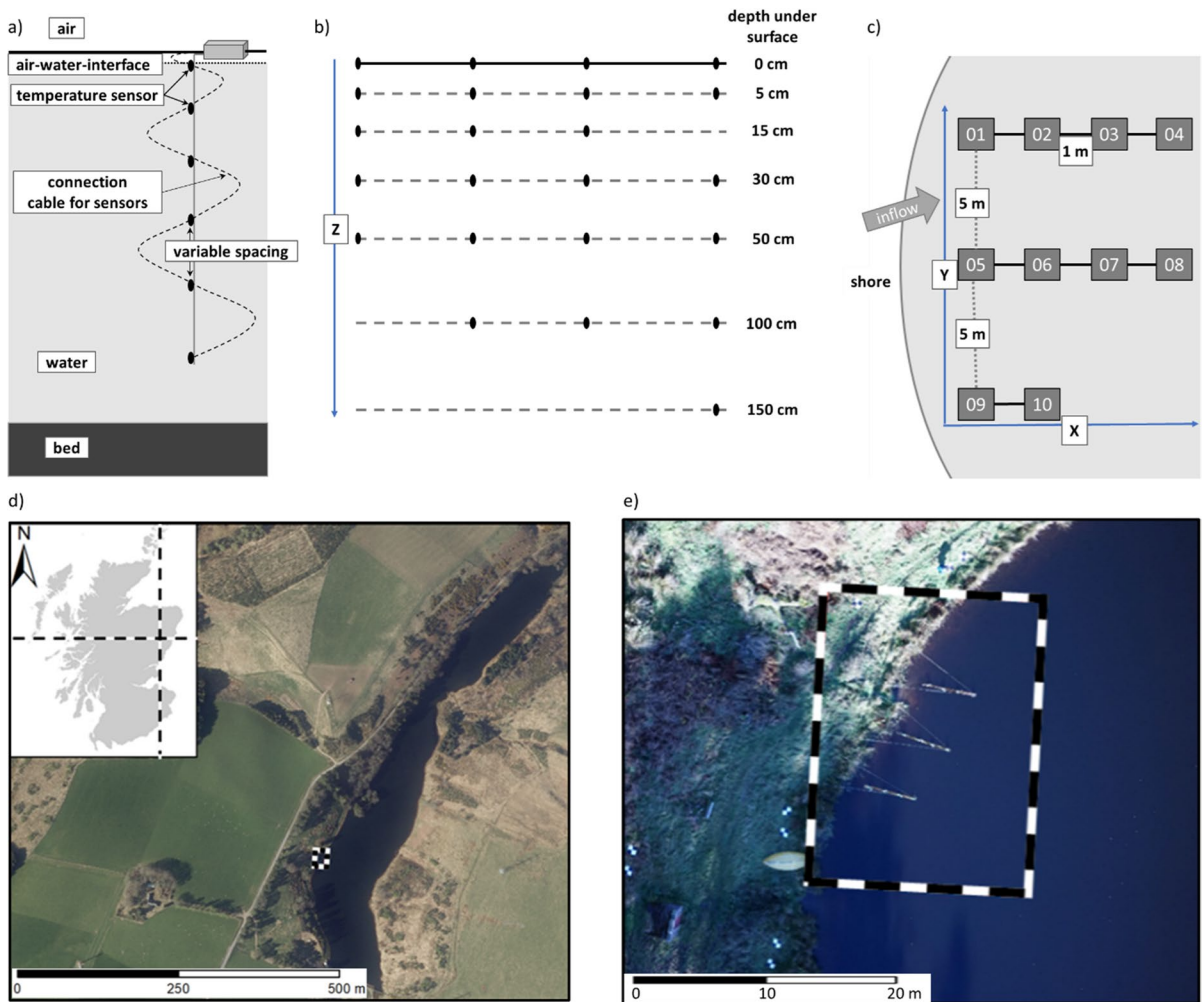 a)
air
air-water-interface
temperature sensor
connection
cable for sensors
variable spacing
water
bed
b)
depth under
surface
0 cm
5 cm
15 cm
30 cm
50 cm
100 cm
150 cm
Z
c)
01 02 03 04
1 m
inflow
5 m
shore
Y
05 06 07 08
5 m
09 10
X
d)
N
0 250 500 m
e)
0 10 20 m